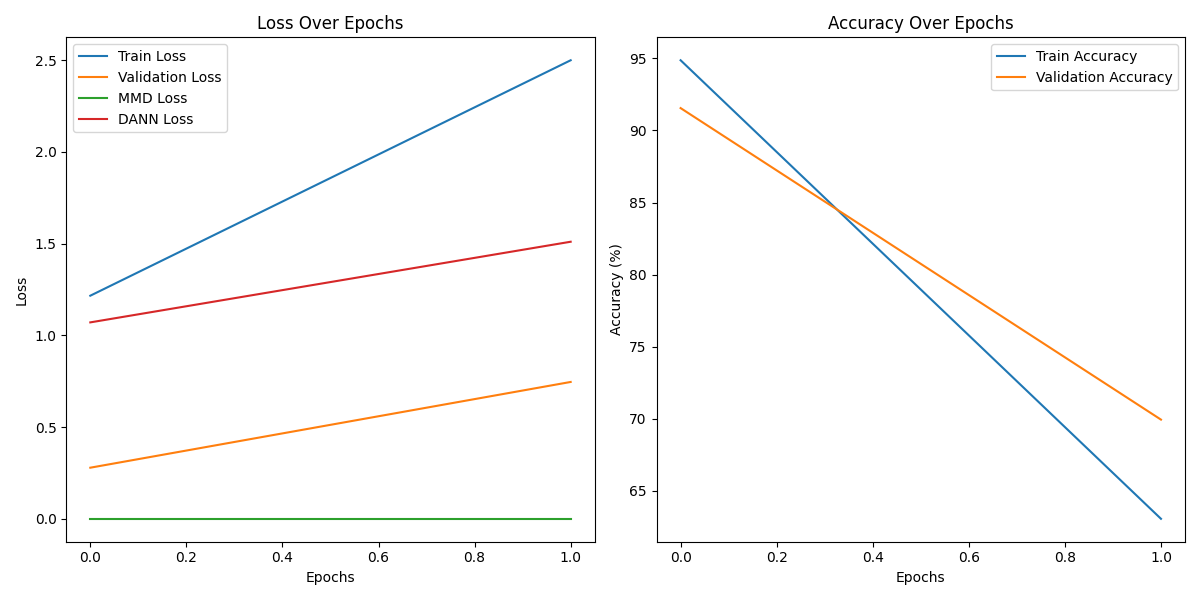 Loss Over Epochs
Train Loss
Validation Loss
MMD Loss
DANN Loss
2.5
2.0
1.5
1.0
0.5
0.0
Loss
0.0 0.2 0.4 0.6 0.8 1.0
Epochs
Accuracy Over Epochs
Train Accuracy
Validation Accuracy
95
90
85
80
75
70
65
Accuracy (%)
0.0 0.2 0.4 0.6 0.8 1.0
Epochs